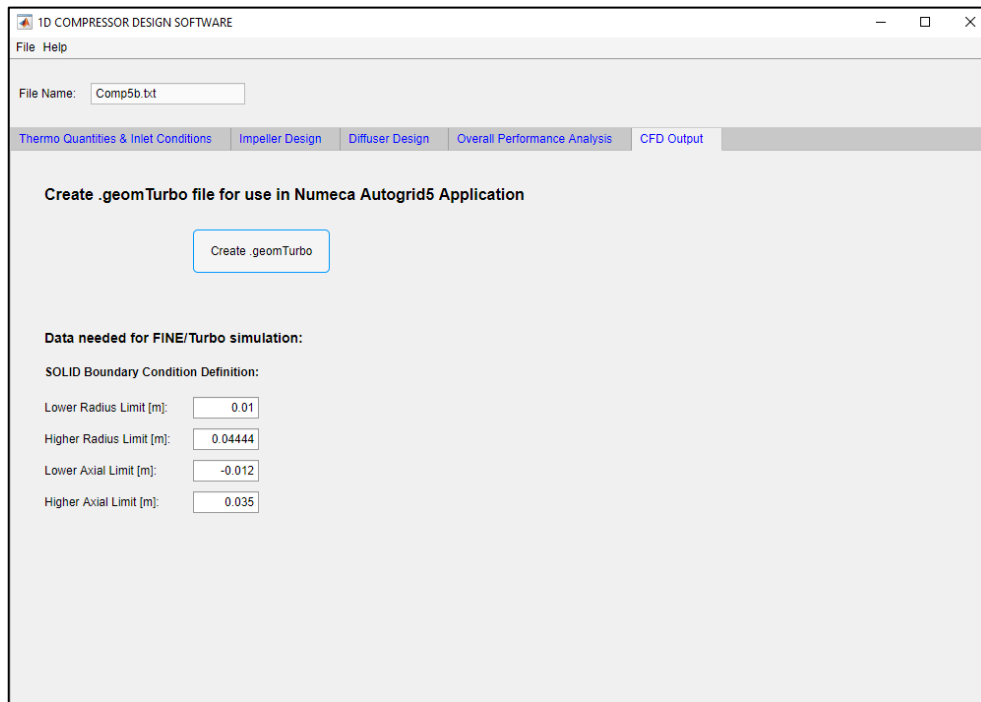 1D COMPRESSOR DESIGN SOFTWARE
File Help
File Name: Comp5b.txt
Thermo Quantities & Inlet Conditions Impeller Design Diffuser Design Overall Performance Analysis CFD Output
Create .geomTurbo file for use in Numeca Autogrid5 Application
Create .geomTurbo
Data needed for FINE/Turbo simulation:
SOLID Boundary Condition Definition:
Lower Radius Limit [m]: 0.01
Higher Radius Limit [m]: 0.04444
Lower Axial Limit [m]: -0.012
Higher Axial Limit [m]: 0.035